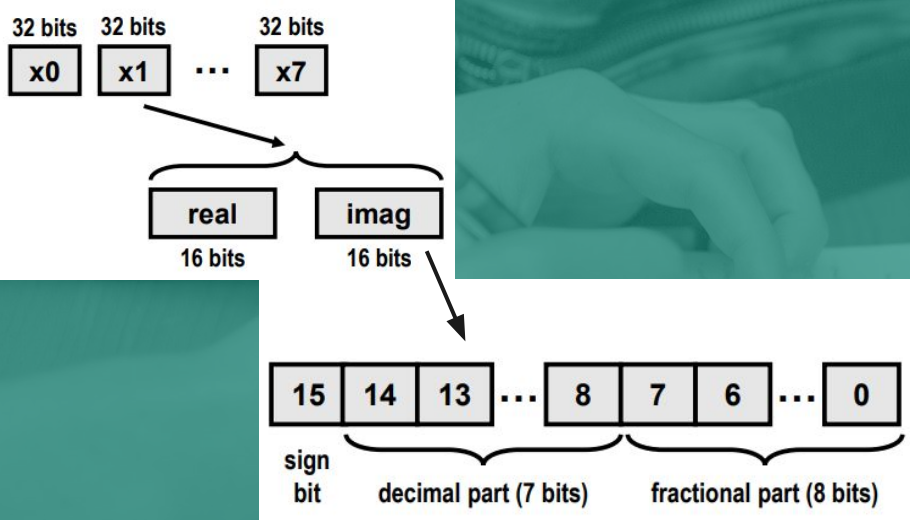 32 bits 32 bits 32 bits
x0 x1 ... x7
real imag
16 bits 16 bits
15 14 13 ... 8 7 6 ... 0
sign
bit
decimal part (7 bits) fractional part (8 bits)